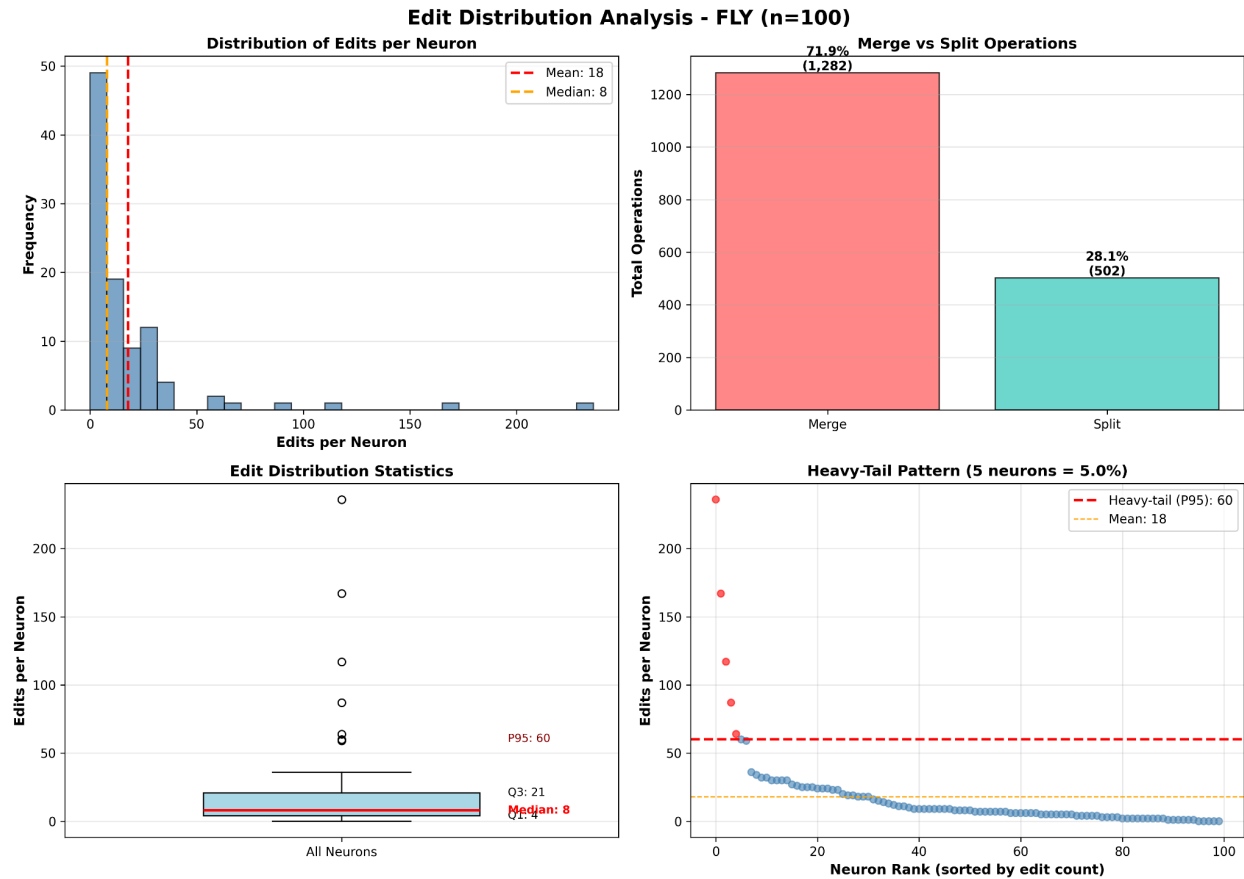 Edit Distribution Analysis - FLY (n=100)
Distribution of Edits per Neuron
Mean: 18
Median: 8
50
40
30
20
10
0
Frequency
0
50
100
150
200
Edits per Neuron
Merge vs Split Operations
71.9%
(1,282)
28.1%
(502)
1200
1000
800
600
400
200
0
Total Operations
Merge
Split
Edit Distribution Statistics
200
150
100
50
0
Edits per Neuron
P95: 60
Q3: 21
Median: 8
Q1: 4
All Neurons
Heavy-Tail Pattern (5 neurons = 5.0%)
Heavy-tail (P95): 60
Mean: 18
200
150
100
50
0
Edits per Neuron
0
20
40
60
80
100
Neuron Rank (sorted by edit count)